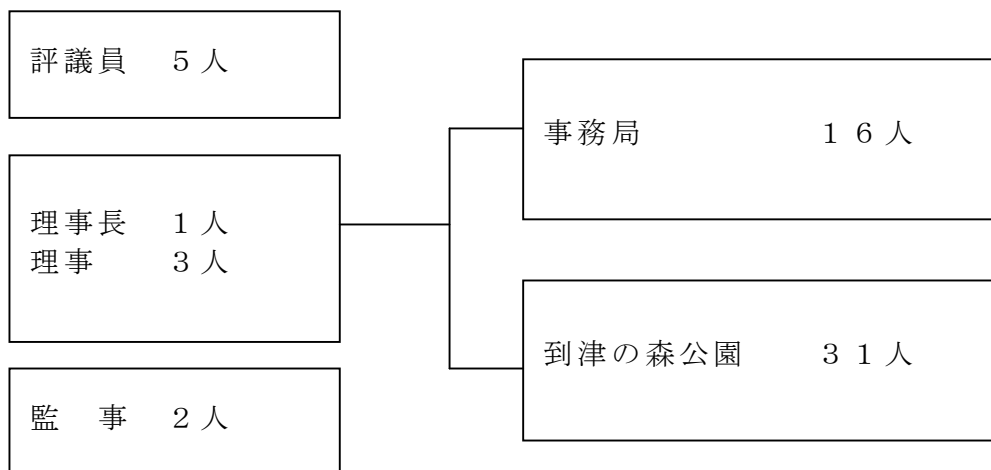 評議員　５人
理事長　１人
理事　　３人
監　事　２人
事務局　　　　　１６人
到津の森公園　　３１人